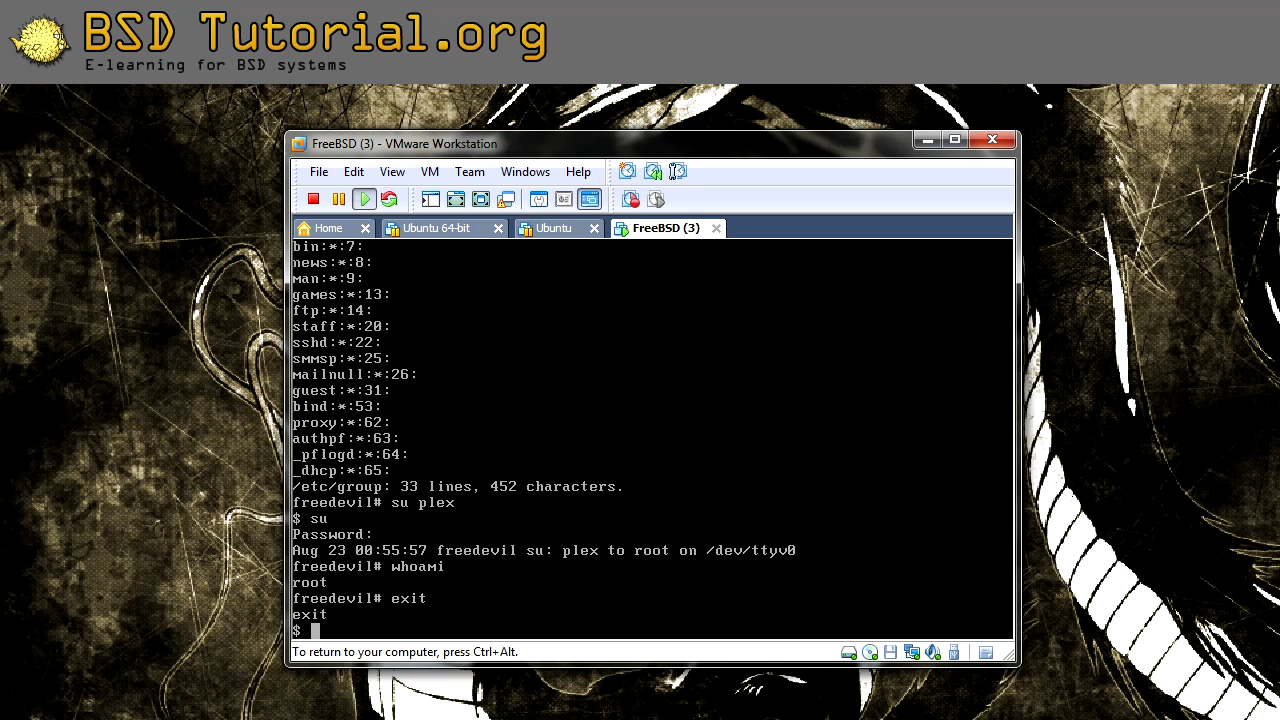 BSD Tutorial.org
E-learning for BSD systems
FreeBSD (3) - VMware Workstation
File Edit View VM Team Windows Help
Home Ubuntu 64-bit Ubuntu FreeBSD (3)
bin:*:7:
news:*:8:
man:*:9:
games:*:13:
ftp:*:14:
staff:*:20:
sshd:*:22:
smmsp:*:25:
mailnull:*:26:
guest:*:31:
bind:*:53:
proxy:*:62:
authpf:*:63:
_pflogd:*:64:
_dhcp:*:65:
/etc/group: 33 lines, 452 characters.
freedevil# su plex
$ su
Password:
Aug 23 00:55:57 freedevil su: plex to root on /dev/ttyv0
freedevil# whoami
root
freedevil# exit
exit
$
To return to your computer, press Ctrl+Alt.